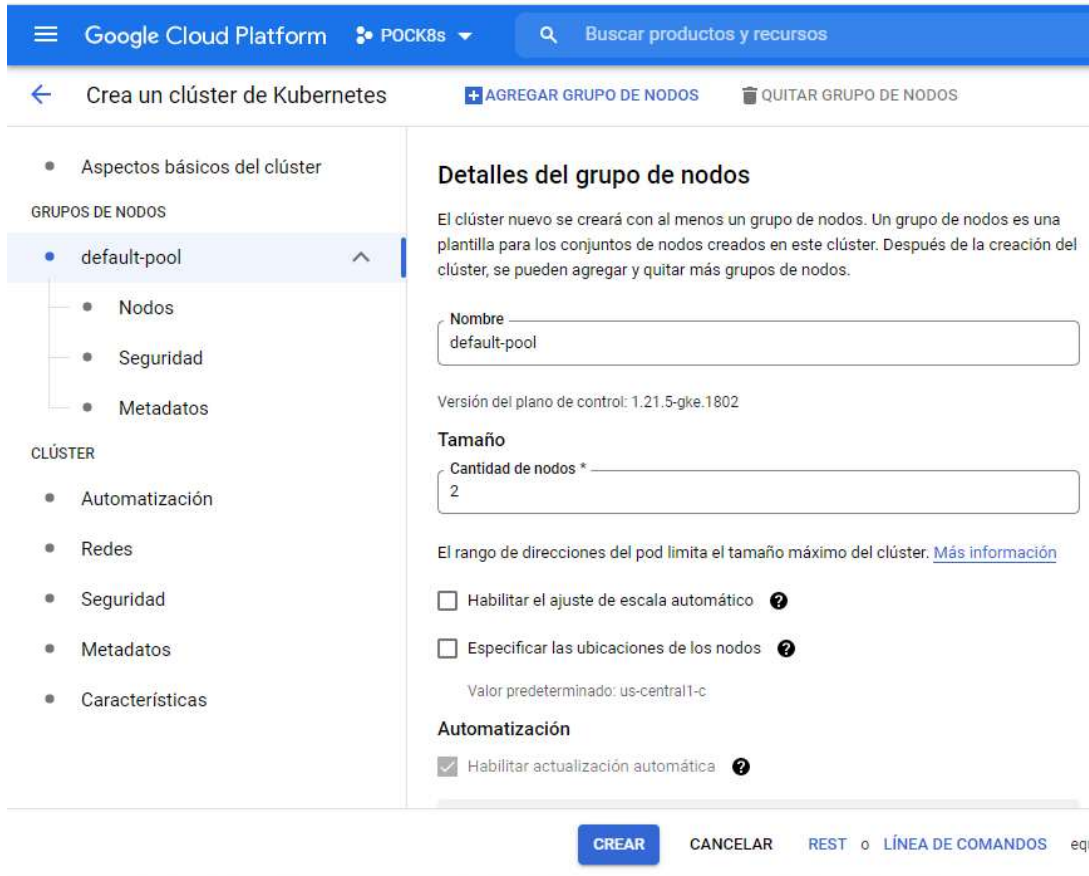 Google Cloud Platform POCK8s Buscar productos y recursos
Crea un clúster de Kubernetes AGREGAR GRUPO DE NODOS QUITAR GRUPO DE NODOS
Aspectos básicos del clúster
GRUPOS DE NODOS
default-pool
Nodos
Seguridad
Metadatos
CLÚSTER
Automatización
Redes
Seguridad
Metadatos
Características
Detalles del grupo de nodos
El clúster nuevo se creará con al menos un grupo de nodos. Un grupo de nodos es una
plantilla para los conjuntos de nodos creados en este clúster. Después de la creación del
clúster, se pueden agregar y quitar más grupos de nodos.
Nombre
default-pool
Versión del plano de control: 1.21.5-gke.1802
Tamaño
Cantidad de nodos *
2
El rango de direcciones del pod limita el tamaño máximo del clúster. Más información
Habilitar el ajuste de escala automático
Especificar las ubicaciones de los nodos
Valor predeterminado: us-central1-c
Automatización
Habilitar actualización automática
CREAR CANCELAR REST o LÍNEA DE COMANDOS